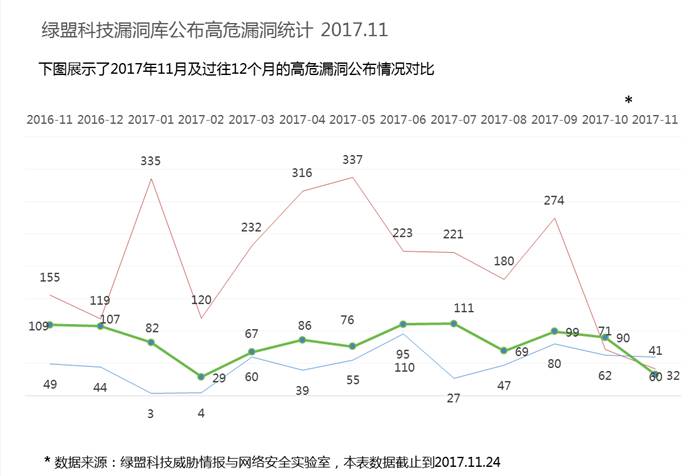 绿盟科技漏洞库公布高危漏洞统计 2017.11
下图展示了2017年11月及过往12个月的高危漏洞公布情况对比
*
2016-11 2016-12 2017-01 2017-02 2017-03 2017-04 2017-05 2017-06 2017-07 2017-08 2017-09 2017-10 2017-11
155 119 335 120 232 316 337 223 221 180 274 71 41
109 107 82 29 67 86 76 110 111 69 99 90 32
49 44 3 4 60 39 55 95 27 47 80 62 60
* 数据来源：绿盟科技威胁情报与网络安全实验室，本表数据截止到2017.11.24